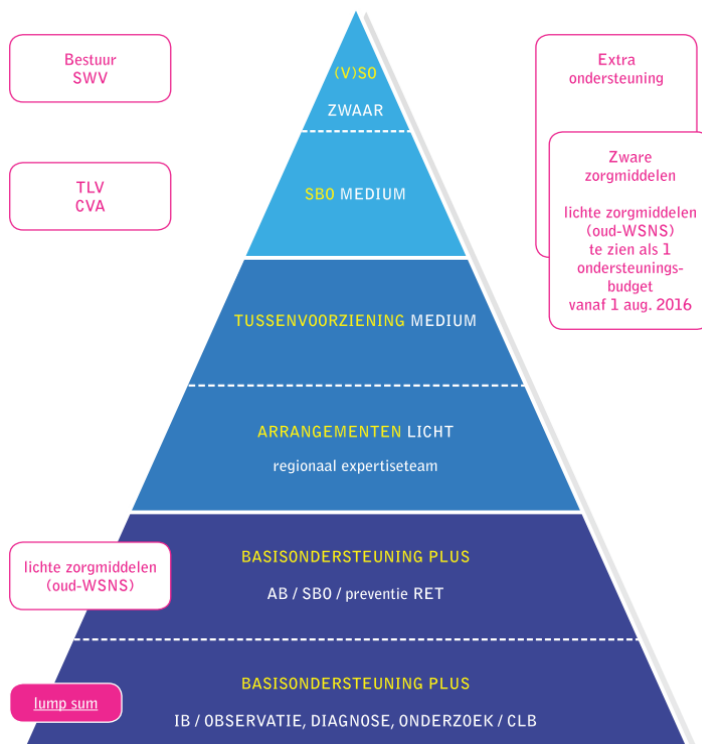 Bestuur
SWV
(V)SO
ZWAAR
Extra
ondersteuning
TLV
CVA
SBO MEDIUM
Zware
zorgmiddelen
lichte zorgmiddelen
(oud-WSNS)
te zien als 1
ondersteunings-
budget
vanaf 1 aug. 2016
TUSSENVOORZIENING MEDIUM
ARRANGEMENTEN LICHT
regionaal expertiseteam
lichte zorgmiddelen
(oud-WSNS)
BASISONDERSTEUNING PLUS
AB / SBO / preventie RET
lump sum
BASISONDERSTEUNING PLUS
IB / OBSERVATIE, DIAGNOSE, ONDERZOEK / CLB